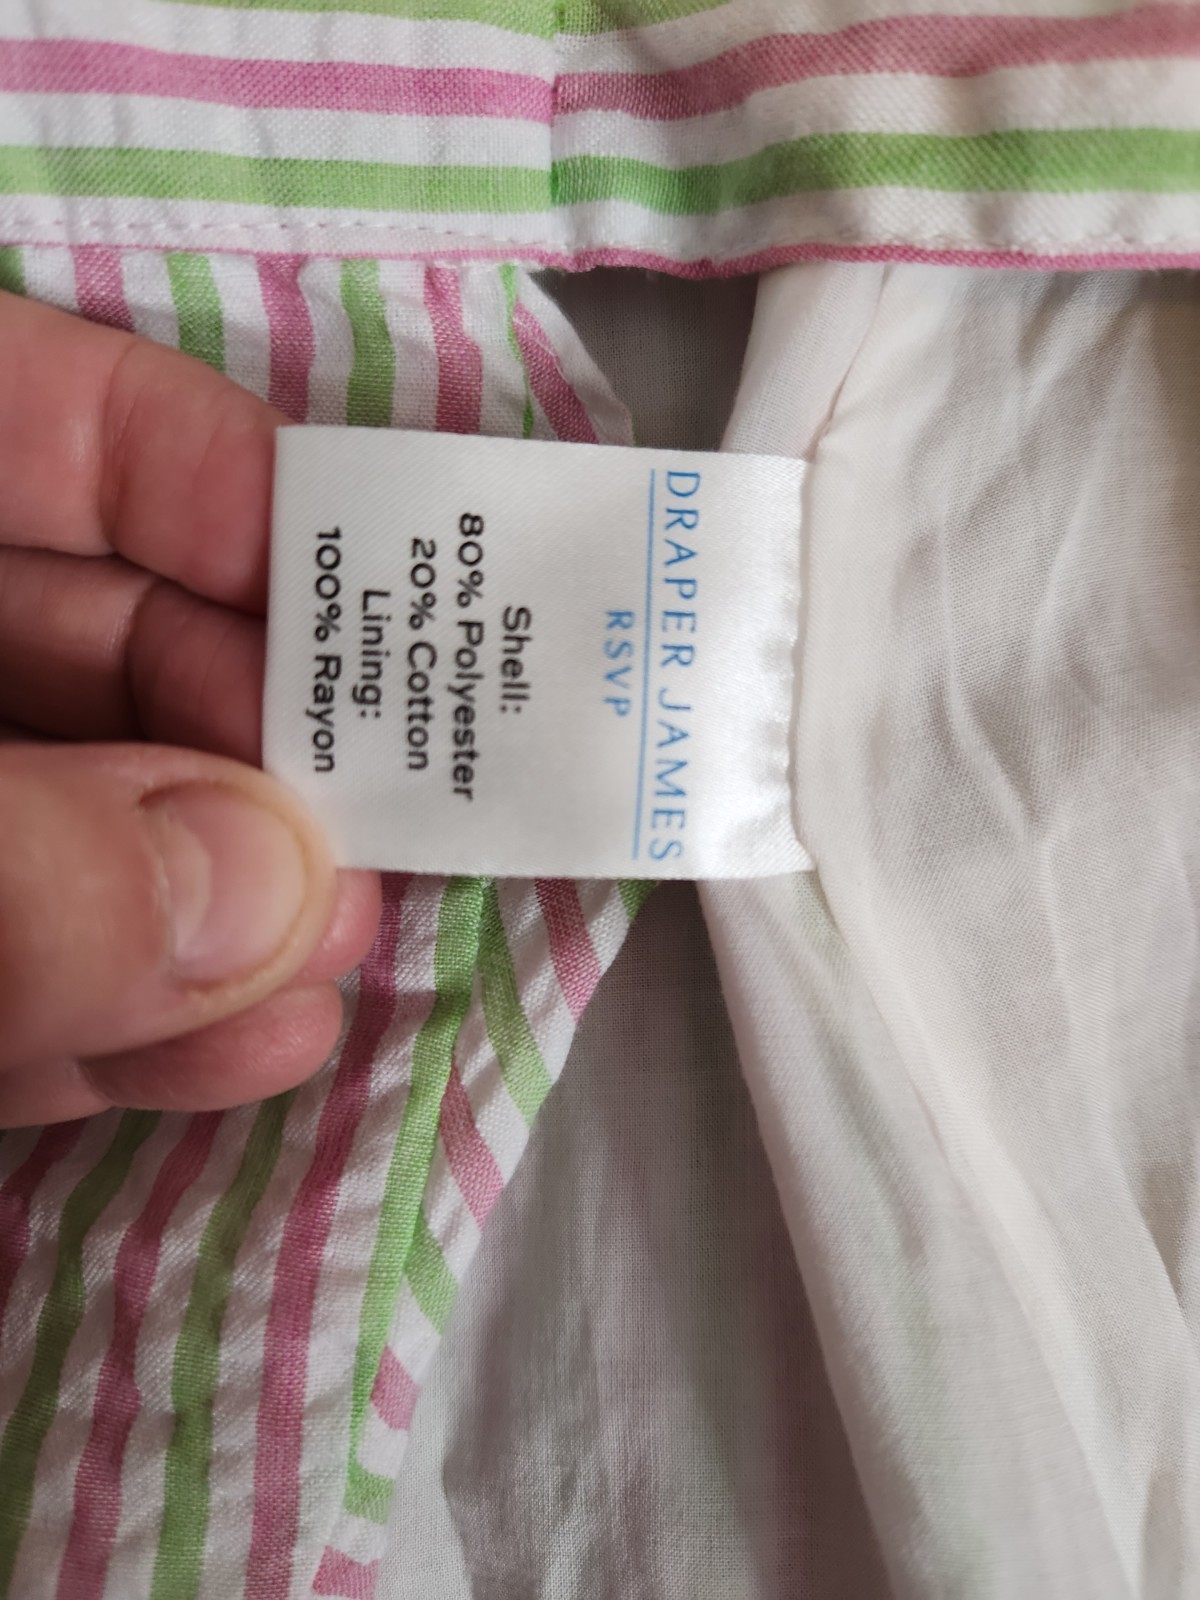 DRAPER JAMES
RSVP
Shell:
80% Polyester
20% Cotton
Lining:
100% Rayon